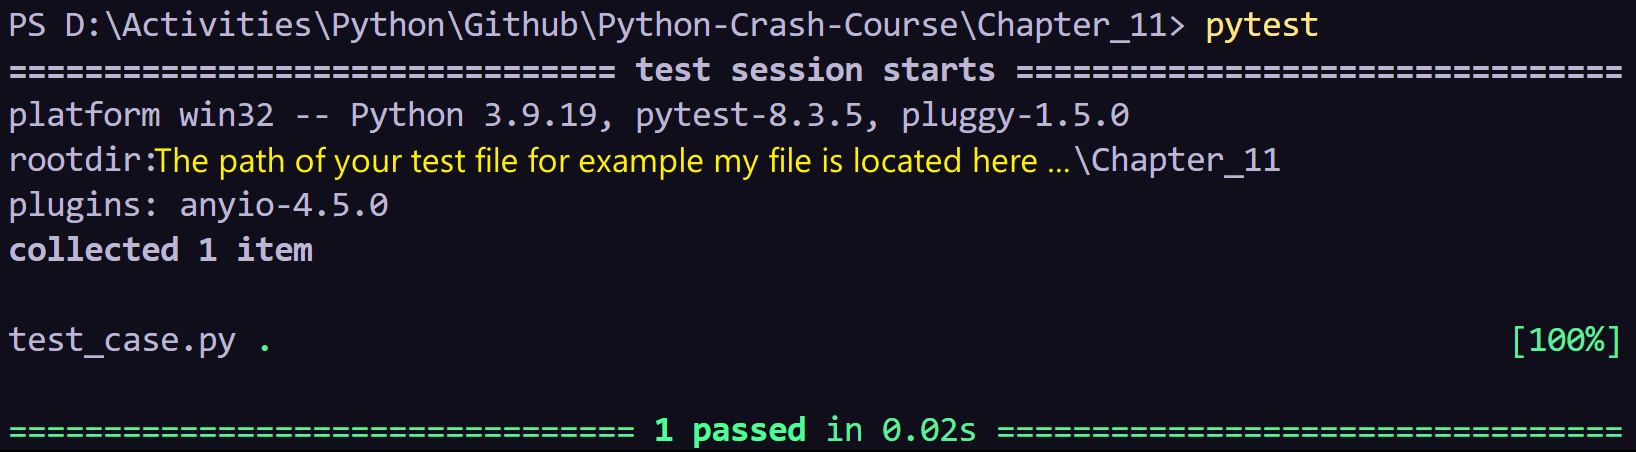 PS D:\Activities\Python\Github\Python-Crash-Course\Chapter_11> pytest
================================ test session starts ================================
platform win32 -- Python 3.9.19, pytest-8.3.5, pluggy-1.5.0
rootdir:The path of your test file for example my file is located here ...\Chapter_11
plugins: anyio-4.5.0
collected 1 item
test_case.py . [100%]
================================== 1 passed in 0.02s =================================